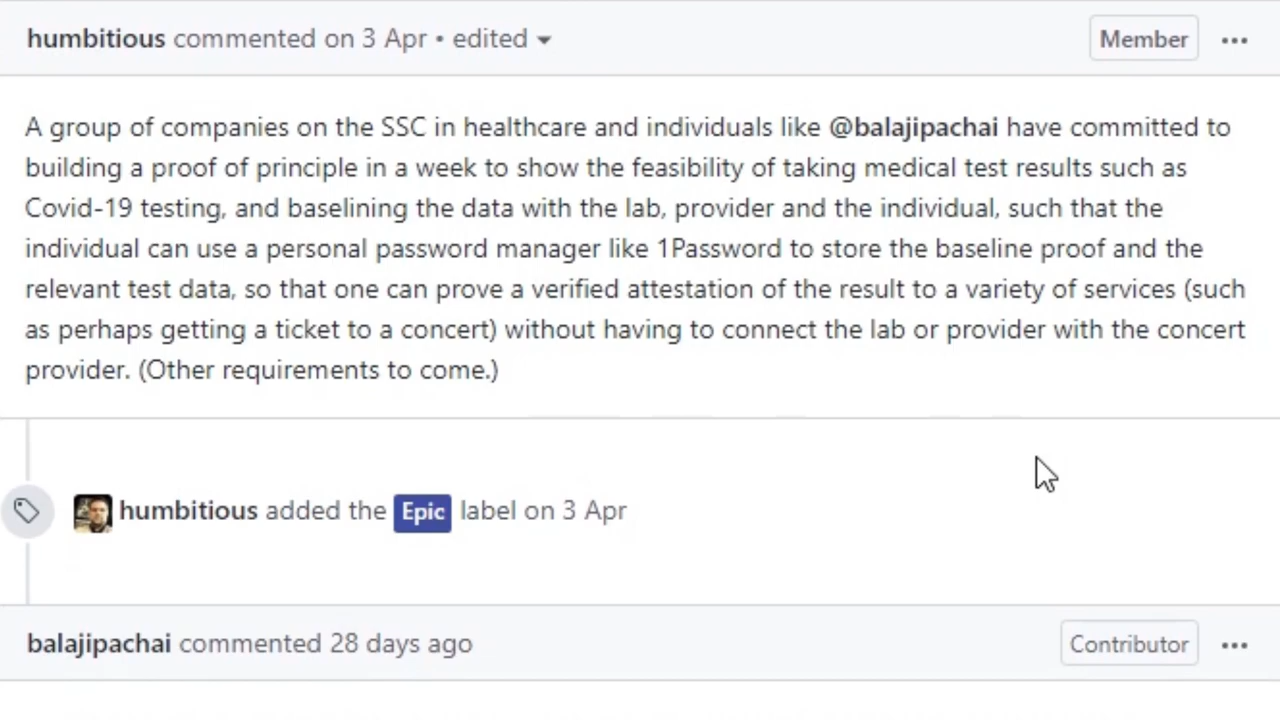 humbitious commented on 3 Apr • edited
Member
A group of companies on the SSC in healthcare and individuals like @balajipachai have committed to
building a proof of principle in a week to show the feasibility of taking medical test results such as
Covid-19 testing, and baselining the data with the lab, provider and the individual, such that the
individual can use a personal password manager like 1Password to store the baseline proof and the
relevant test data, so that one can prove a verified attestation of the result to a variety of services (such
as perhaps getting a ticket to a concert) without having to connect the lab or provider with the concert
provider. (Other requirements to come.)
humbitious added the Epic label on 3 Apr
balajipachai commented 28 days ago
Contributor